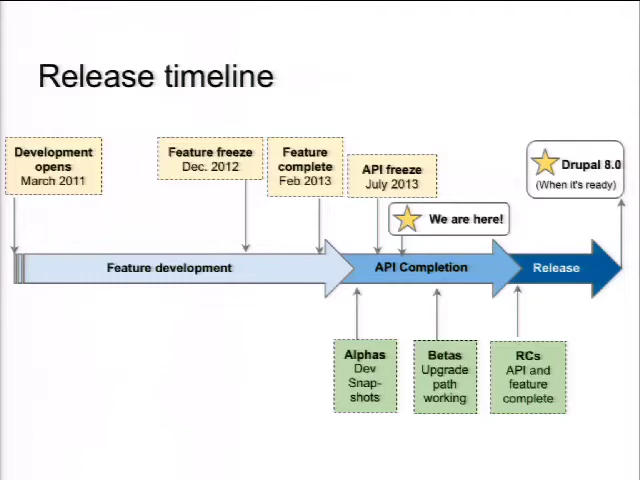 Release timeline
Development
opens
March 2011
Feature freeze
Dec. 2012
Feature
complete
Feb 2013
API freeze
July 2013
We are here!
Drupal 8.0
(When it's ready)
Feature development
API Completion
Release
Alphas
Dev
Snap-
shots
Betas
Upgrade
path
working
RCs
API and
feature
complete